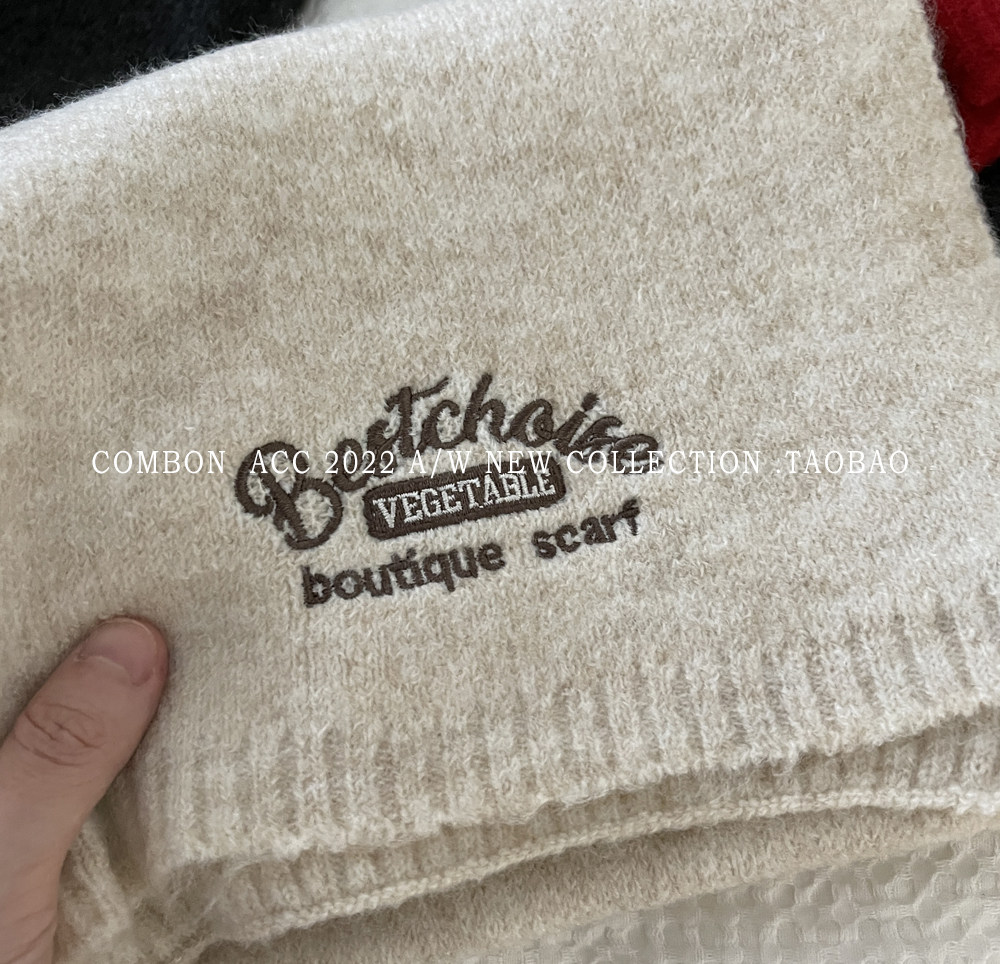 Bestchoise
COMBON ACC 2022 A/W NEW COLLECTION :TAOBAO
VEGETABLE
boutique scarf